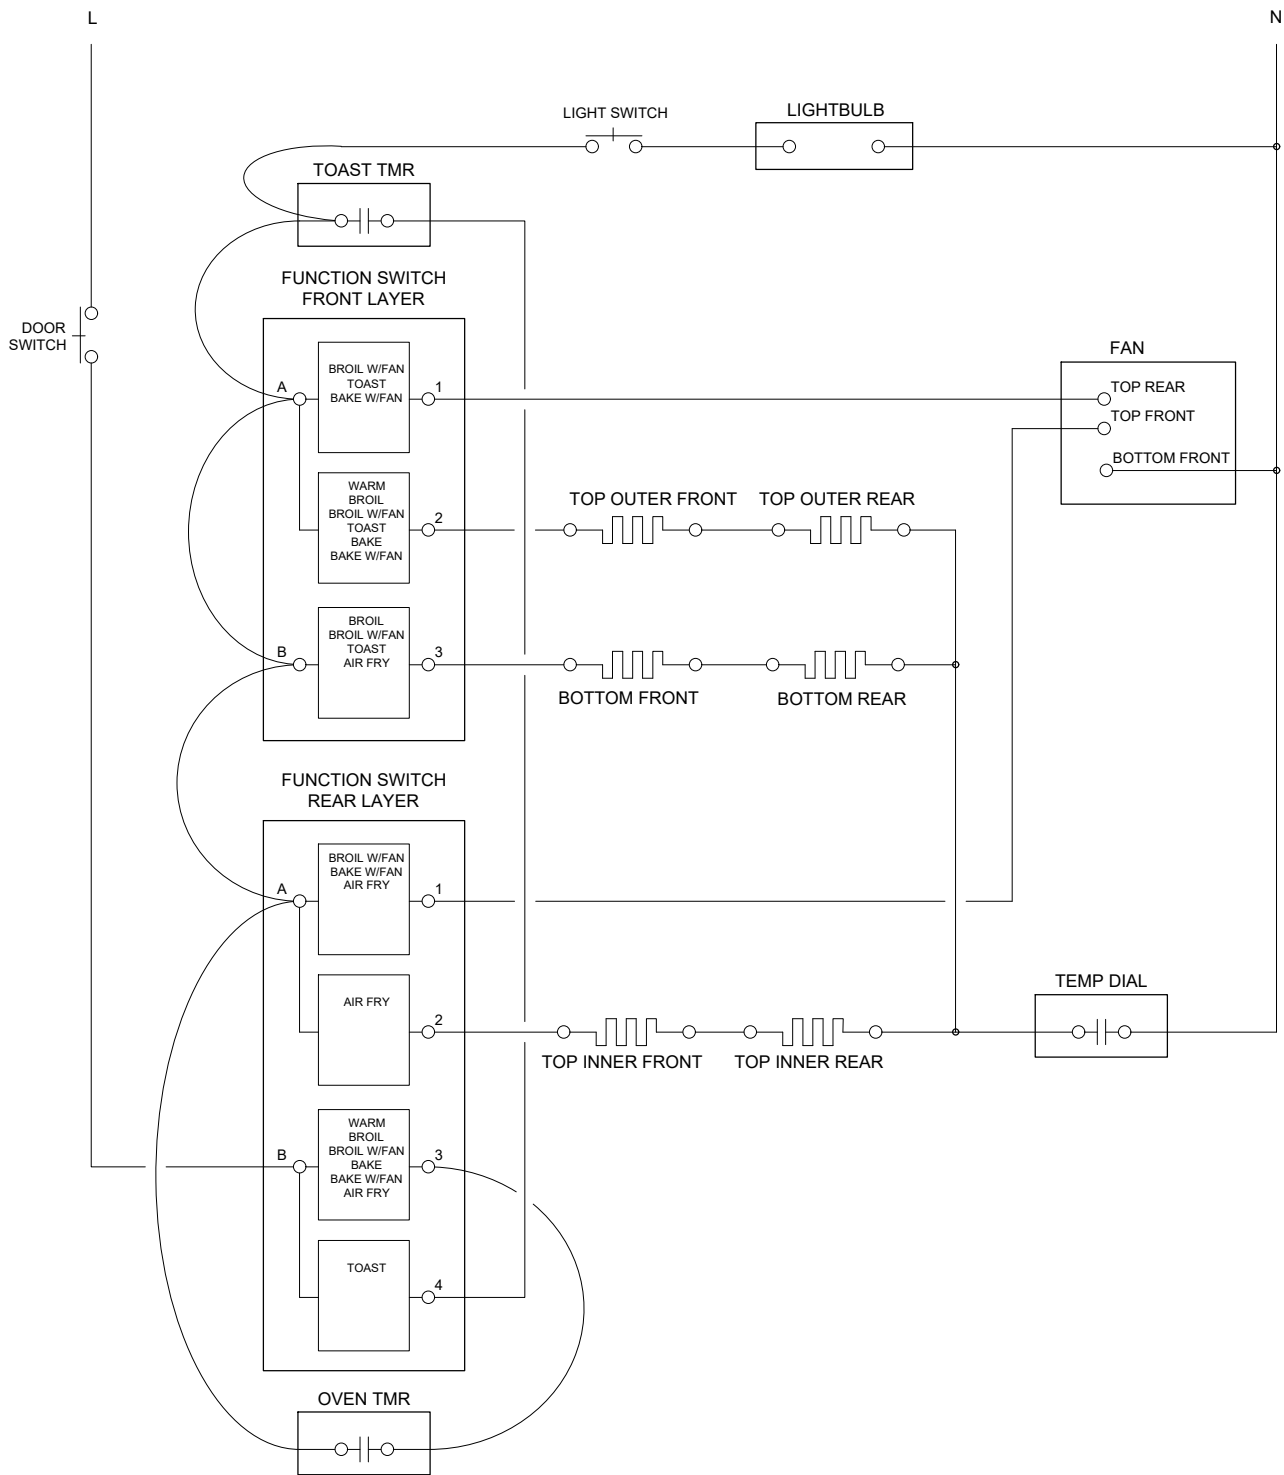 L
N
LIGHT SWITCH
LIGHTBULB
TOAST TMR
FUNCTION SWITCH
FRONT LAYER
DOOR
SWITCH
A
BROIL W/FAN
TOAST
BAKE W/FAN
1
FAN
TOP REAR
TOP FRONT
BOTTOM FRONT
WARM
BROIL
BROIL W/FAN
TOAST
BAKE
BAKE W/FAN
2
TOP OUTER FRONT
TOP OUTER REAR
B
BROIL
BROIL W/FAN
TOAST
AIR FRY
3
BOTTOM FRONT
BOTTOM REAR
FUNCTION SWITCH
REAR LAYER
A
BROIL W/FAN
BAKE W/FAN
AIR FRY
1
AIR FRY
2
TOP INNER FRONT
TOP INNER REAR
TEMP DIAL
B
WARM
BROIL
BROIL W/FAN
BAKE
BAKE W/FAN
AIR FRY
3
TOAST
4
OVEN TMR